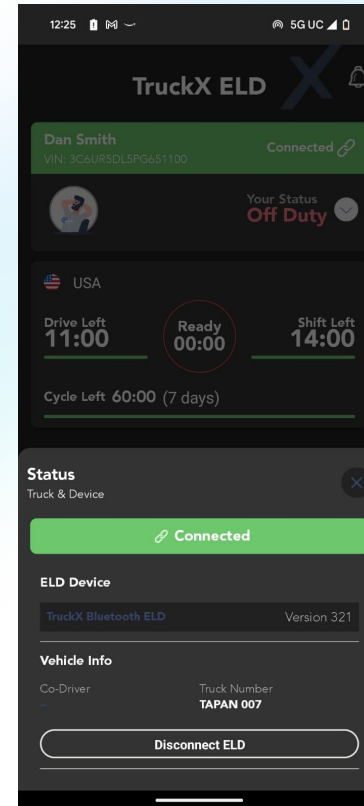 12:25
5G UC
TruckX ELD
Dan Smith
Connected
VIN: 3C6UR5DL5PG651100
Your Status
Off Duty
USA
Drive Left
11:00
Ready
00:00
Shift Left
14:00
Cycle Left 60:00 (7 days)
Status
Truck & Device
Connected
ELD Device
TruckX Bluetooth ELD
Version 321
Vehicle Info
Co-Driver
–
Truck Number
TAPAN 007
Disconnect ELD